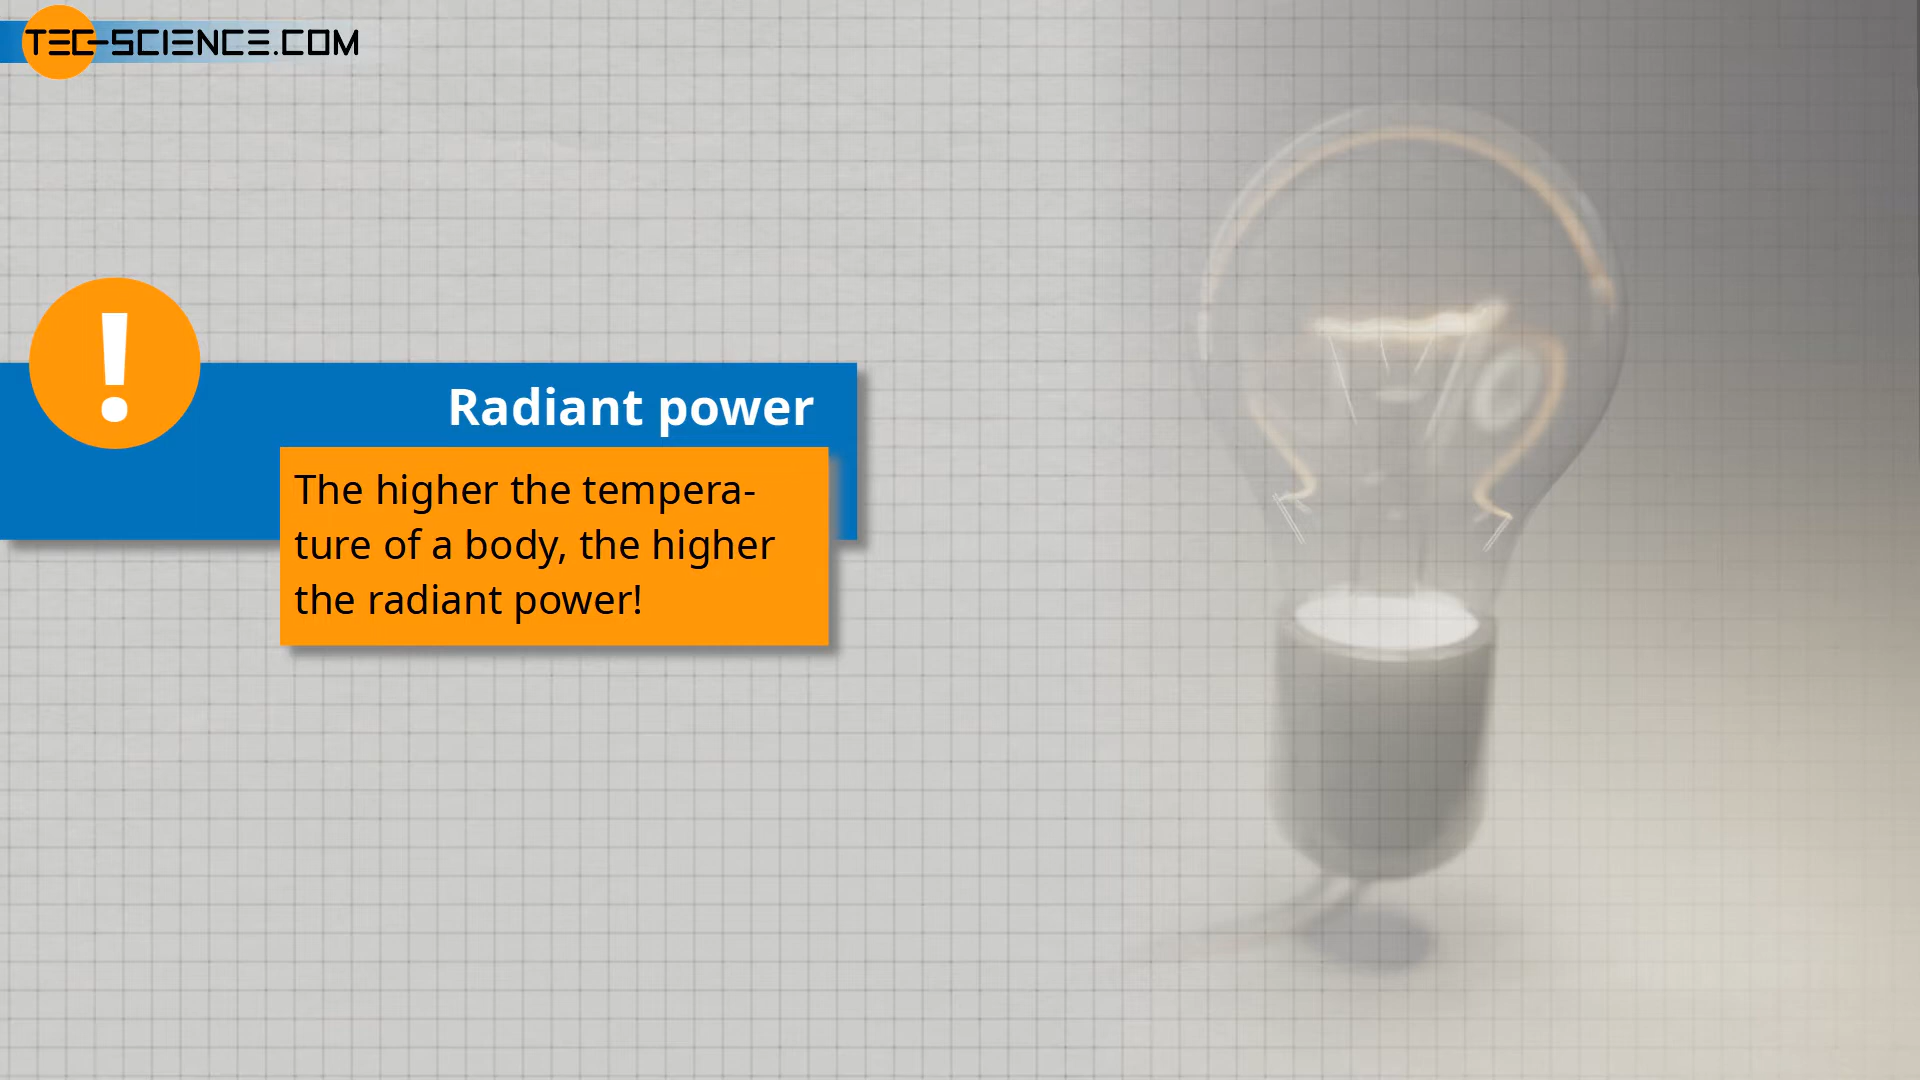 TEC-SCIENCE.COM
!
Radiant power
The higher the tempera-
ture of a body, the higher
the radiant power!